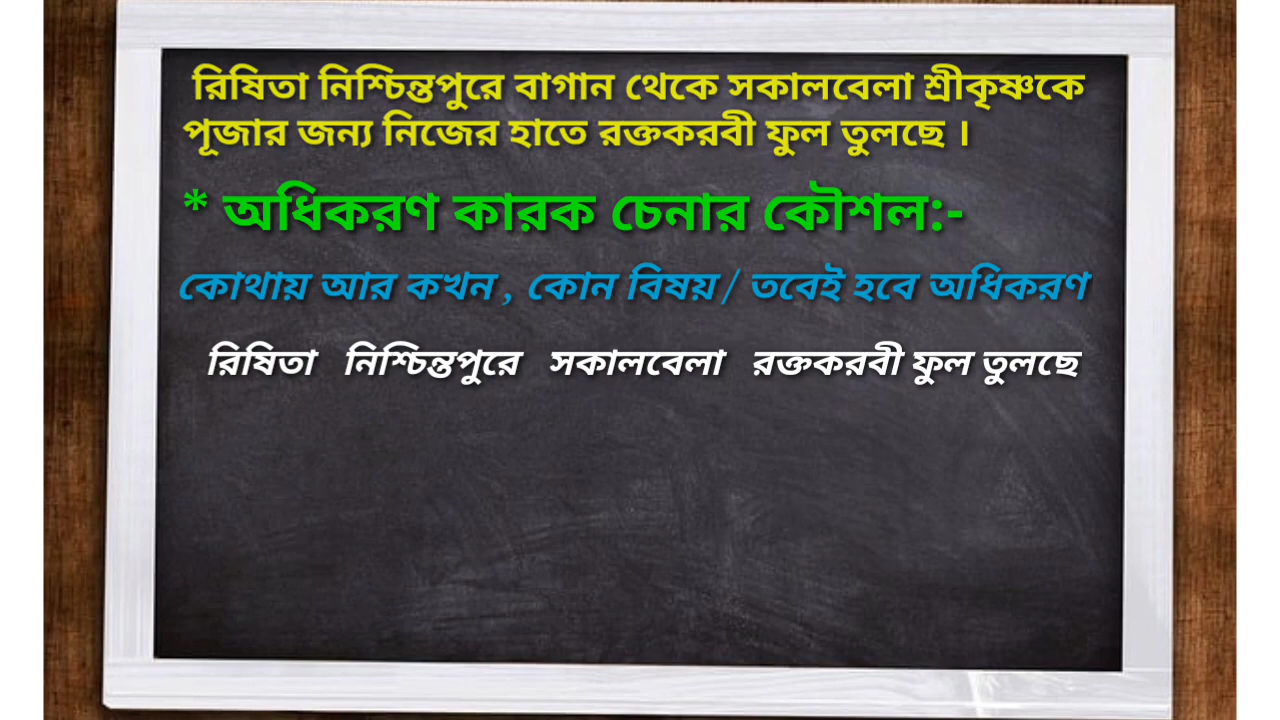 রিষিতা নিশ্চিন্তপুরে বাগান থেকে সকালবেলা শ্রীকৃষ্ণকে
পূজার জন্য নিজের হাতে রক্তকরবী ফুল তুলছে ।
* অধিকরণ কারক চেনার কৌশল:-
কোথায় আর কখন , কোন বিষয় / তবেই হবে অধিকরণ
রিষিতা নিশ্চিন্তপুরে সকালবেলা রক্তকরবী ফুল তুলছে